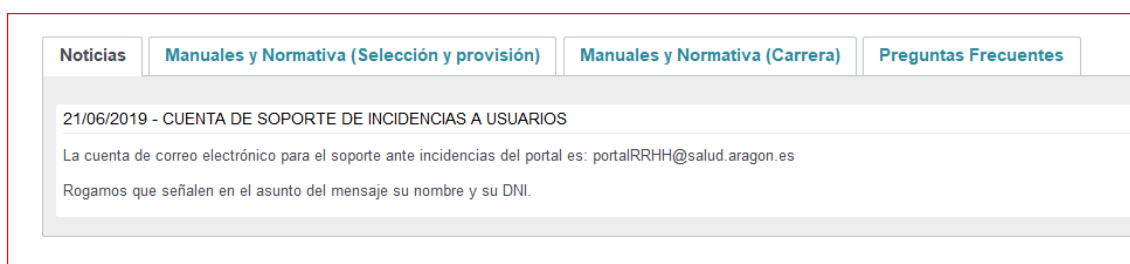 Noticias
Manuales y Normativa (Selección y provisión)
Manuales y Normativa (Carrera)
Preguntas Frecuentes
21/06/2019 - CUENTA DE SOPORTE DE INCIDENCIAS A USUARIOS
La cuenta de correo electrónico para el soporte ante incidencias del portal es: portalRRHH@salud.aragon.es
Rogamos que señalen en el asunto del mensaje su nombre y su DNI.